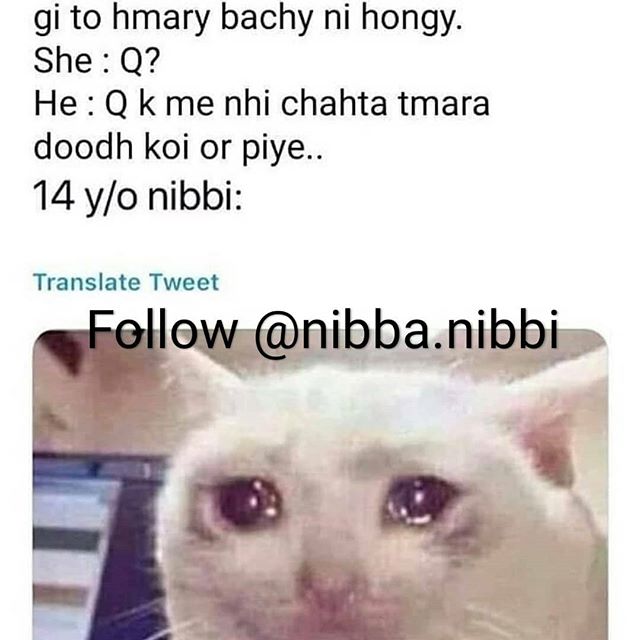 gi to hmary bachy ni hongy.
She : Q?
He : Q k me nhi chahta tmara
doodh koi or piye..
14 y/o nibbi:
Translate Tweet
Follow @nibba.nibbi